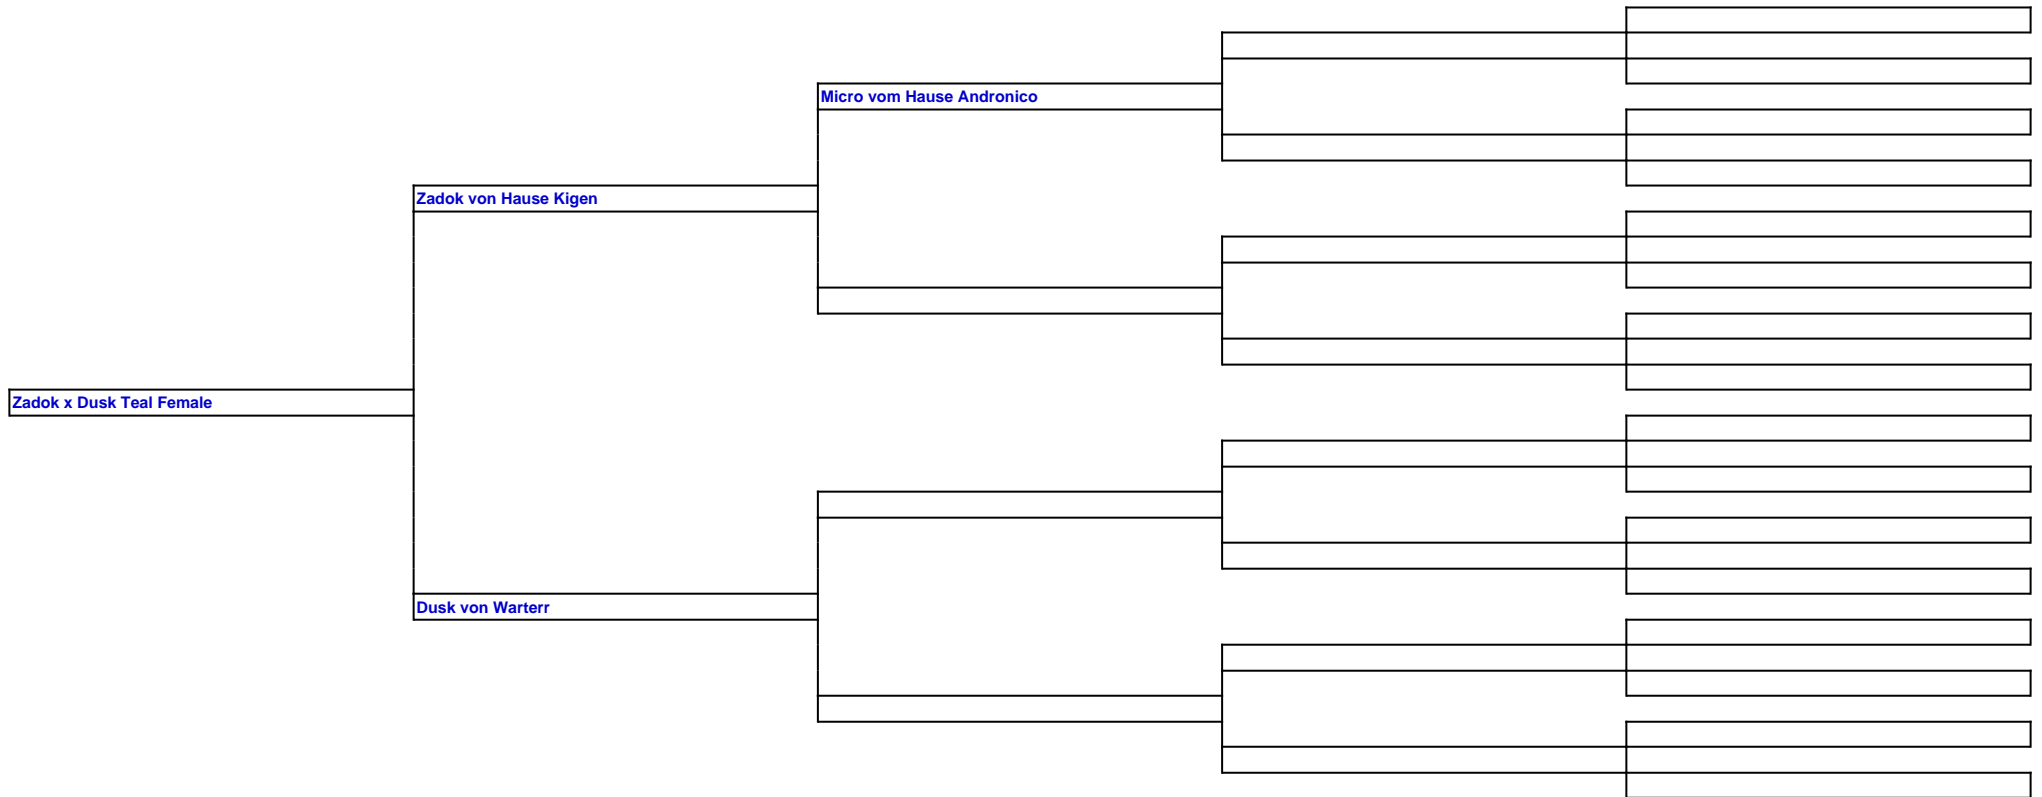 Micro vom Hause Andronico
Zadok von Hause Kigen
Zadok x Dusk Teal Female
Dusk von Warterr